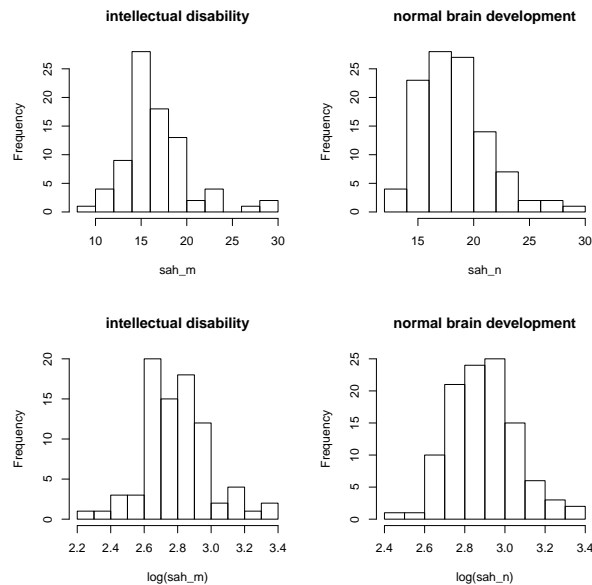 intellectual disability
Frequency
0 5 10 15 20 25
10 15 20 25 30
sah_m
normal brain development
Frequency
0 5 10 15 20 25
15 20 25 30
sah_n
intellectual disability
Frequency
0 5 10 15 20
2.2 2.4 2.6 2.8 3.0 3.2 3.4
log(sah_m)
normal brain development
Frequency
0 5 10 15 20 25
2.4 2.6 2.8 3.0 3.2 3.4
log(sah_n)